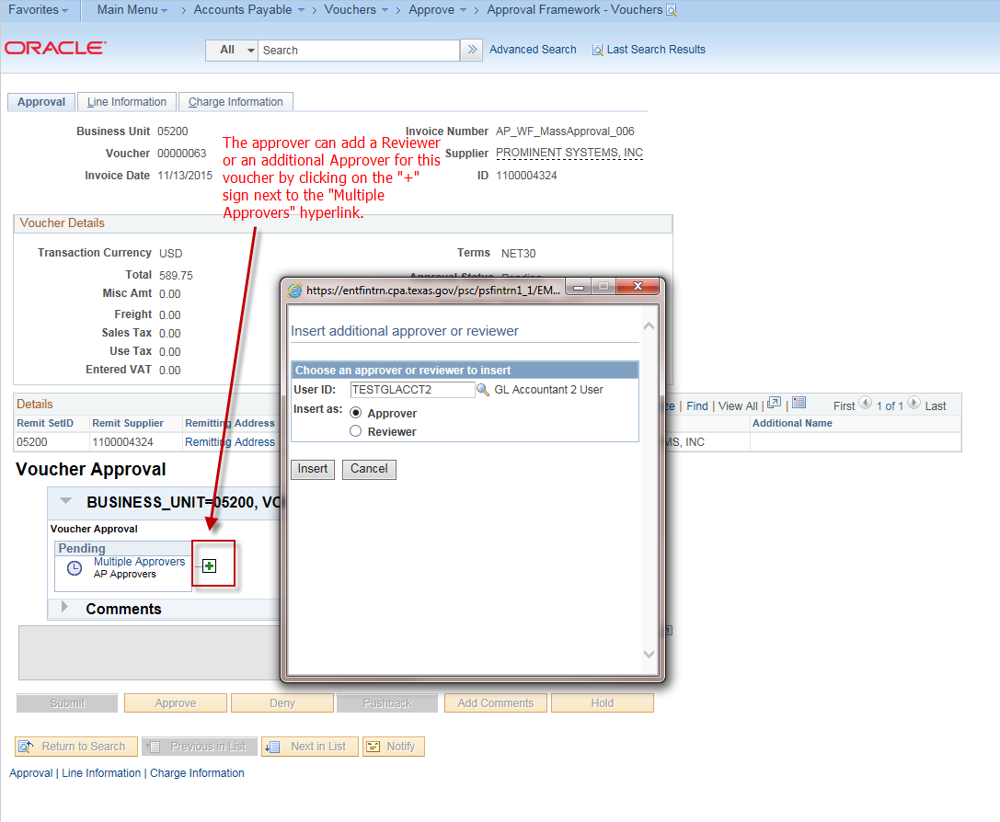 Favorites Main Menu > Accounts Payable > Vouchers > Approve > Approval Framework - Vouchers
ORACLE
All Search » Advanced Search Last Search Results
Approval Line Information Charge Information
Business Unit 05200 Invoice Number AP_WF_MassApproval_006
Voucher 00000063 Supplier PROMINENT SYSTEMS, INC
Invoice Date 11/13/2015 ID 1100004324
The approver can add a Reviewer
or an additional Approver for this
voucher by clicking on the "+"
sign next to the "Multiple
Approvers" hyperlink.
Voucher Details
Transaction Currency USD Terms NET30
Total 589.75 Approval Status Pending
Misc Amt 0.00
Freight 0.00
Sales Tax 0.00
Use Tax 0.00
Entered VAT 0.00
https://entfintrn.cpa.texas.gov/psc/psfintrn1_1/EM...
Insert additional approver or reviewer
Choose an approver or reviewer to insert
User ID: TESTGLACCT2 GL Accountant 2 User
Insert as: Approver
Reviewer
Insert Cancel
Details | Find | View All | | First 1 of 1 Last
Remit SetID Remit Supplier Remitting Address Additional Name
05200 1100004324 Remitting Address MS, INC
Voucher Approval
BUSINESS_UNIT=05200, VO
Voucher Approval
Pending
Multiple Approvers
AP Approvers
Comments
Submit Approve Deny Pushback Add Comments Hold
Return to Search Previous in List Next in List Notify
Approval | Line Information | Charge Information